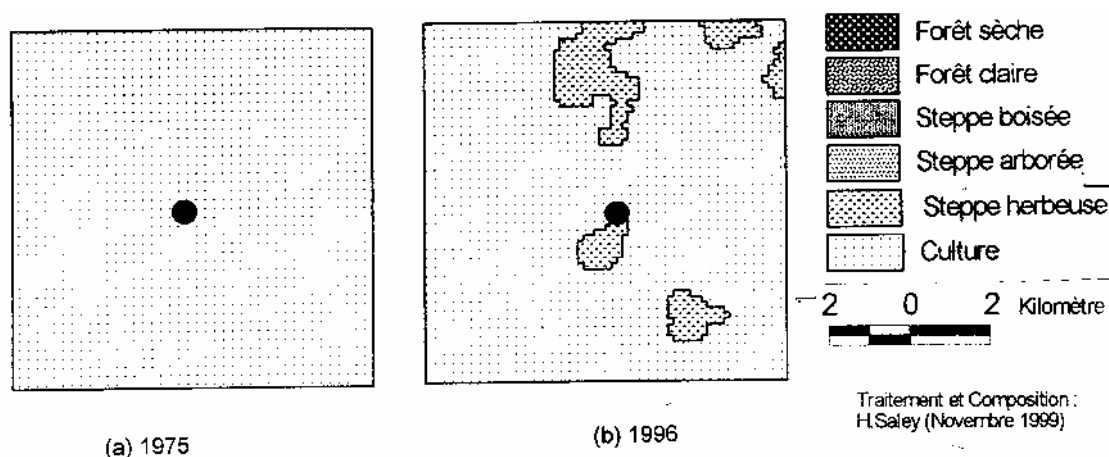 Forêt sèche
Forêt claire
Steppe boisée
Steppe arborée
Steppe herbeuse
Culture
2 0 2 Kilomètre
Traitement et Composition :
H.Saley (Novembre 1999)
(a) 1975
(b) 1996